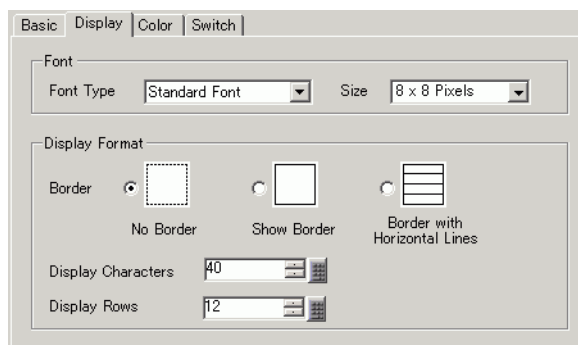 Basic Display Color Switch
Font
Font Type Standard Font Size 8 x 8 Pixels
Display Format
Border
No Border Show Border Border with
Horizontal Lines
Display Characters 40
Display Rows 12